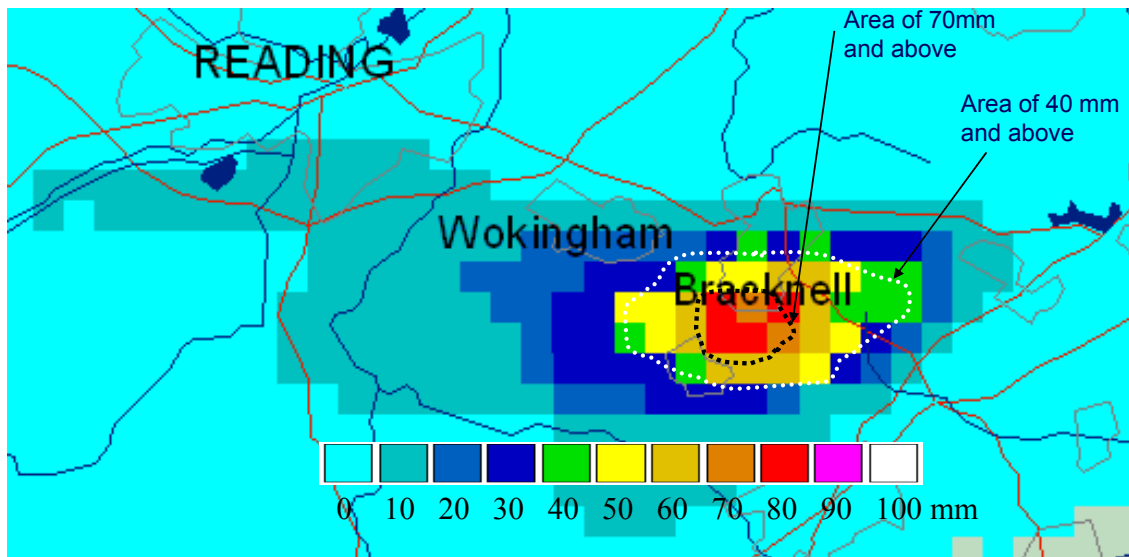 Area of 70mm
and above
READING
Area of 40 mm
and above
Wokingham
Bracknell
0 10 20 30 40 50 60 70 80 90 100 mm